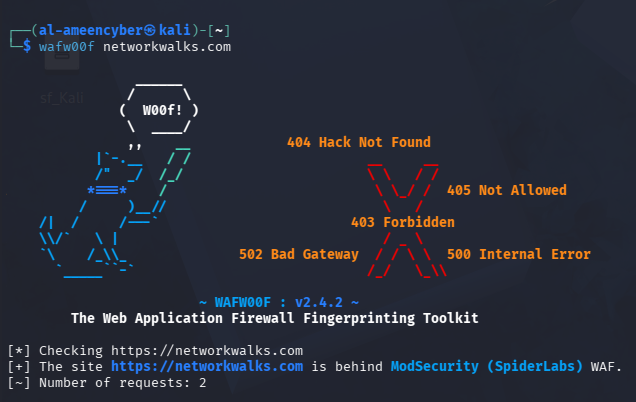 ┌──(al-ameencyber㉿kali)-[~]
└─$ wafw00f networkwalks.com
sf_Kali
( W00f! )
404 Hack Not Found
405 Not Allowed
403 Forbidden
502 Bad Gateway
500 Internal Error
~ WAFW00F : v2.4.2 ~
The Web Application Firewall Fingerprinting Toolkit
[*] Checking https://networkwalks.com
[+] The site https://networkwalks.com is behind ModSecurity (SpiderLabs) WAF.
[~] Number of requests: 2